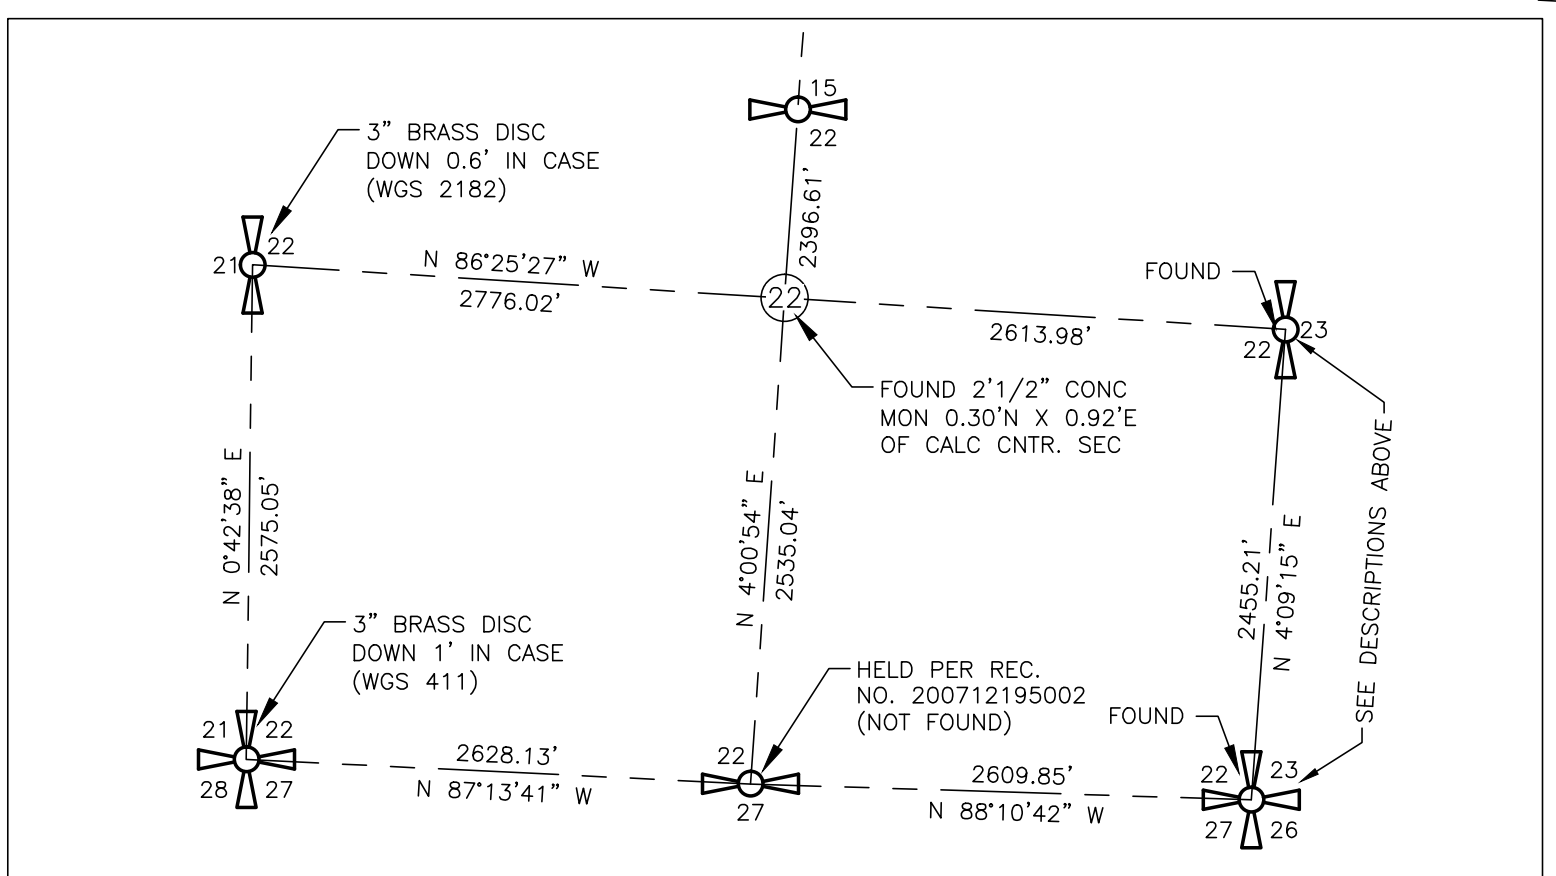 15
22
2396.61'
3" BRASS DISC
DOWN 0.6' IN CASE
(WGS 2182)
21
22
N 86°25'27" W
2776.02'
22
2613.98'
FOUND
23
22
FOUND 2'1/2" CONC
MON 0.30'N X 0.92'E
OF CALC CNTR. SEC
N 0°42'38" E
2575.05'
N 4°00'54" E
2535.04'
2455.21'
N 4°09'15" E
SEE DESCRIPTIONS ABOVE
3" BRASS DISC
DOWN 1' IN CASE
(WGS 411)
HELD PER REC.
NO. 200712195002
(NOT FOUND)
FOUND
21
22
28
27
2628.13'
N 87°13'41" W
22
27
2609.85'
N 88°10'42" W
22
23
27
26